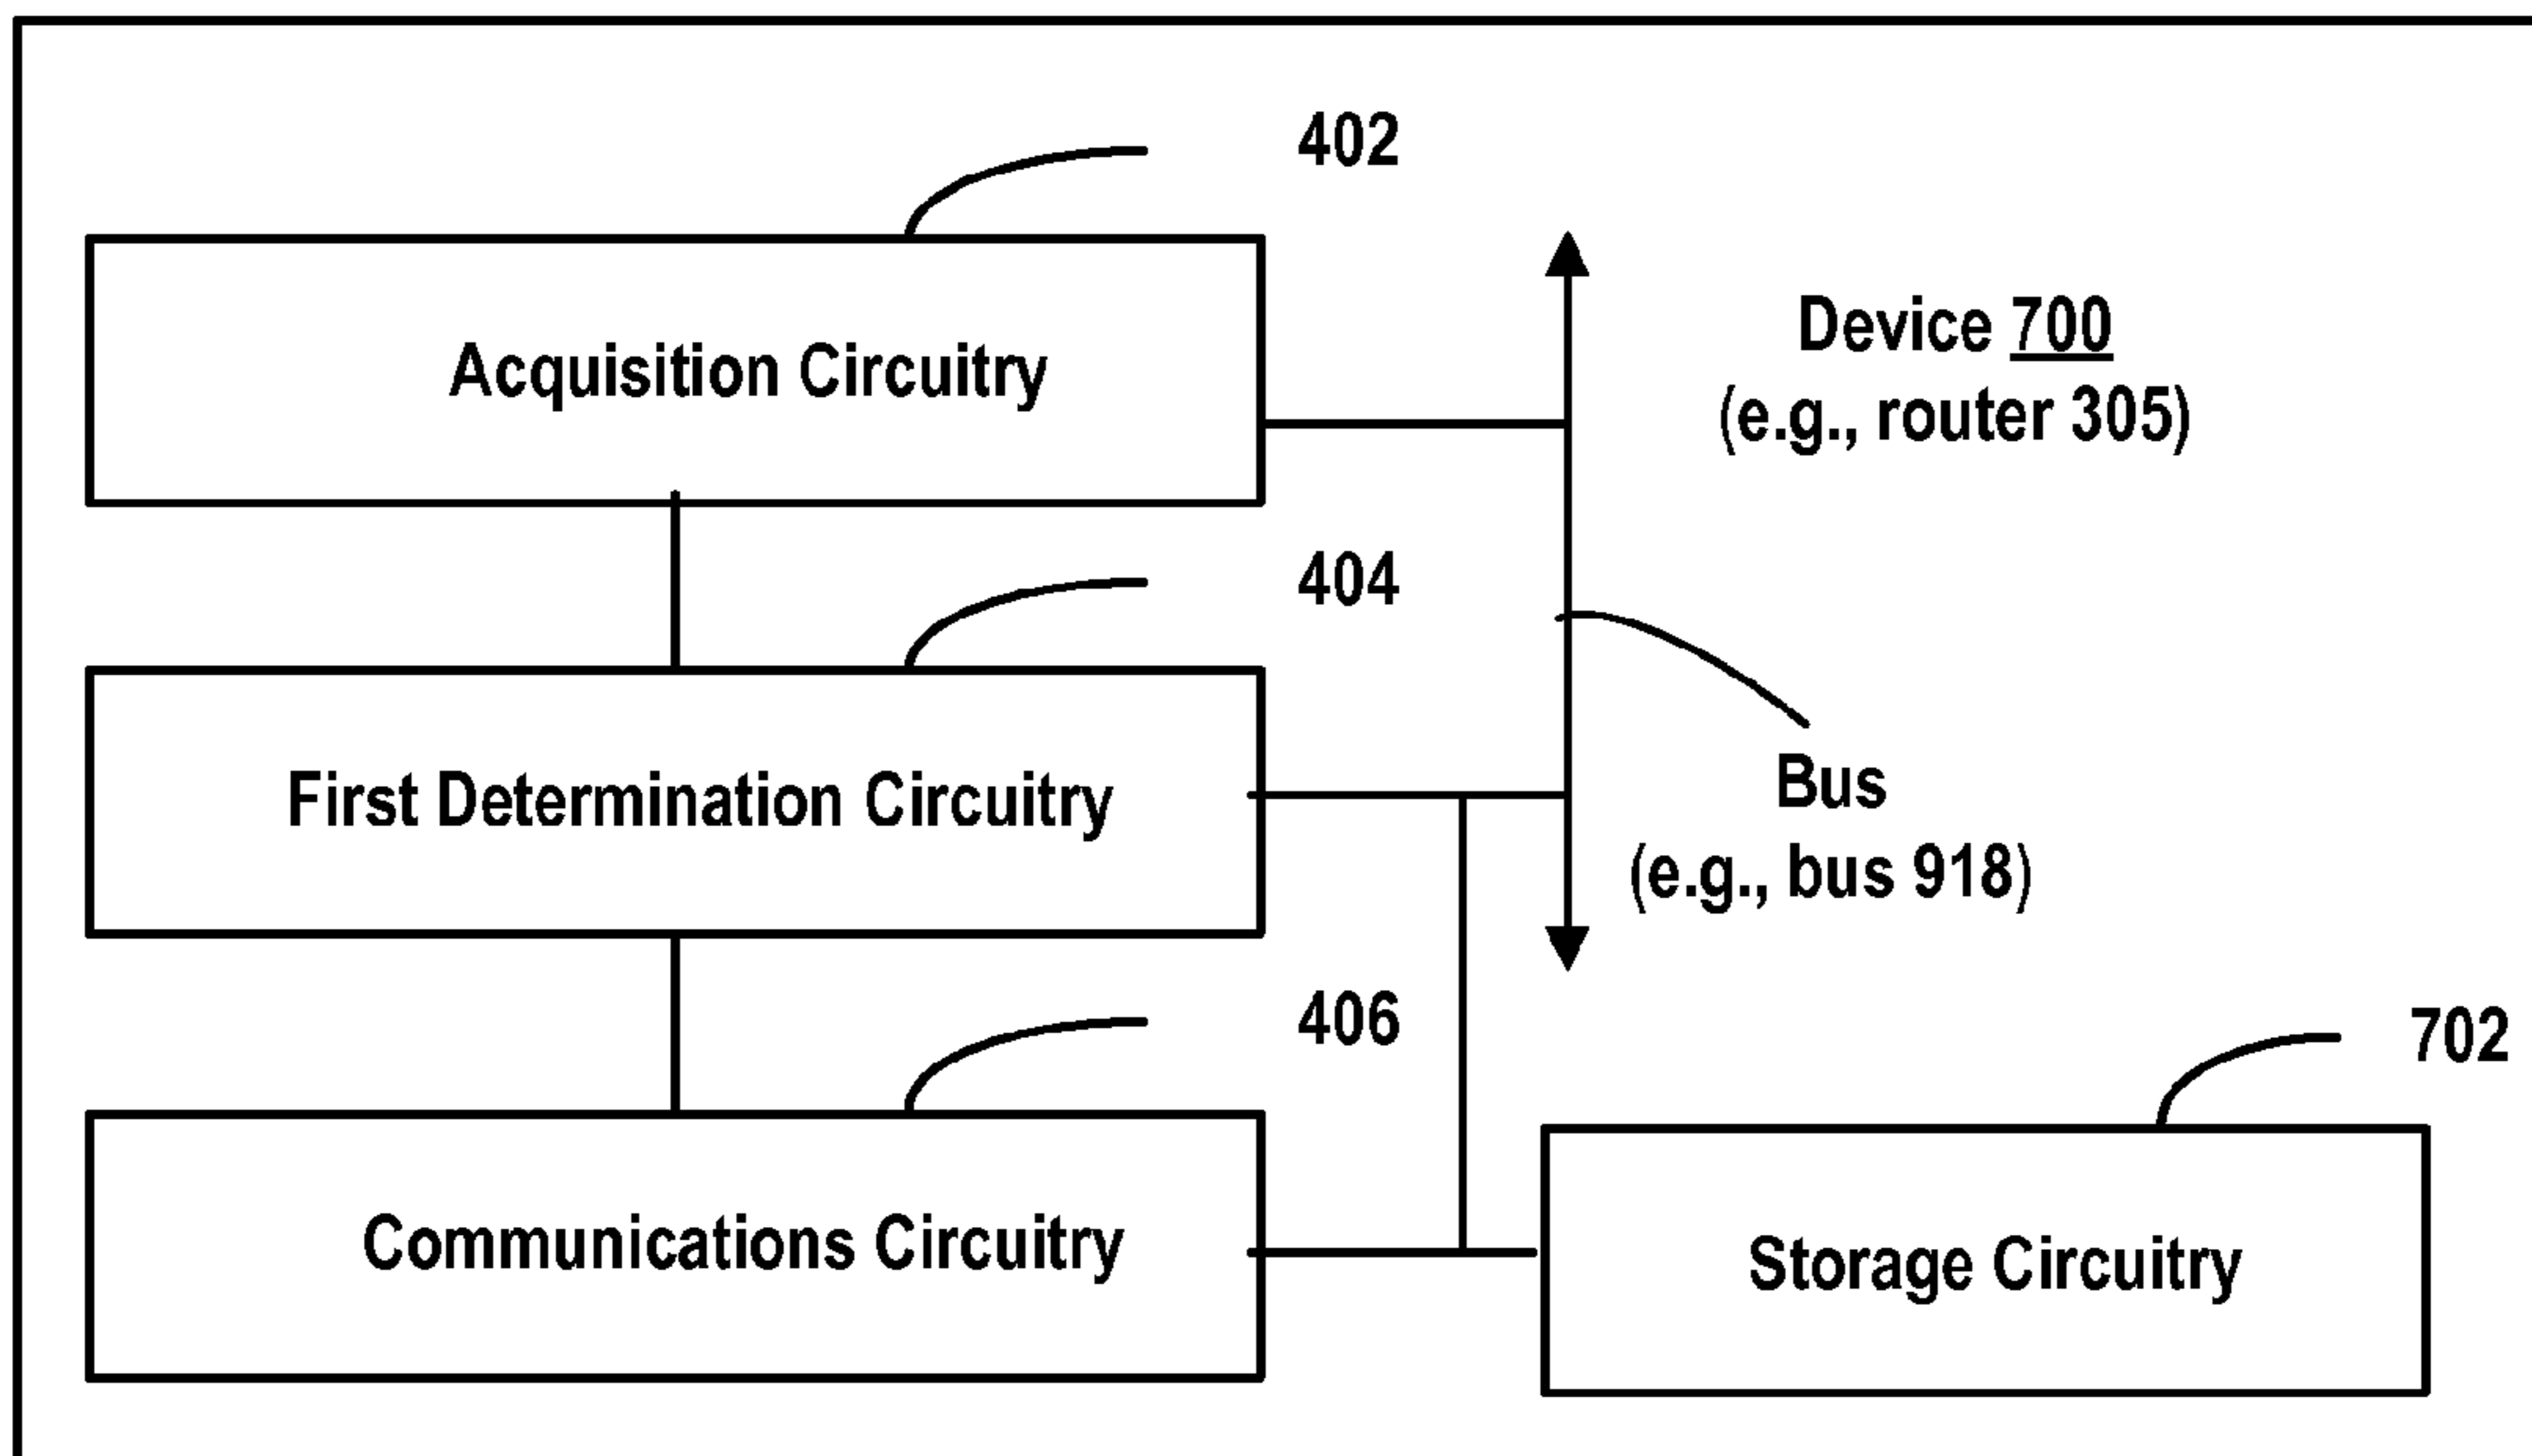 402
Acquisition Circuitry
Device 700
(e.g., router 305)
404
First Determination Circuitry
Bus
(e.g., bus 918)
406
702
Communications Circuitry
Storage Circuitry